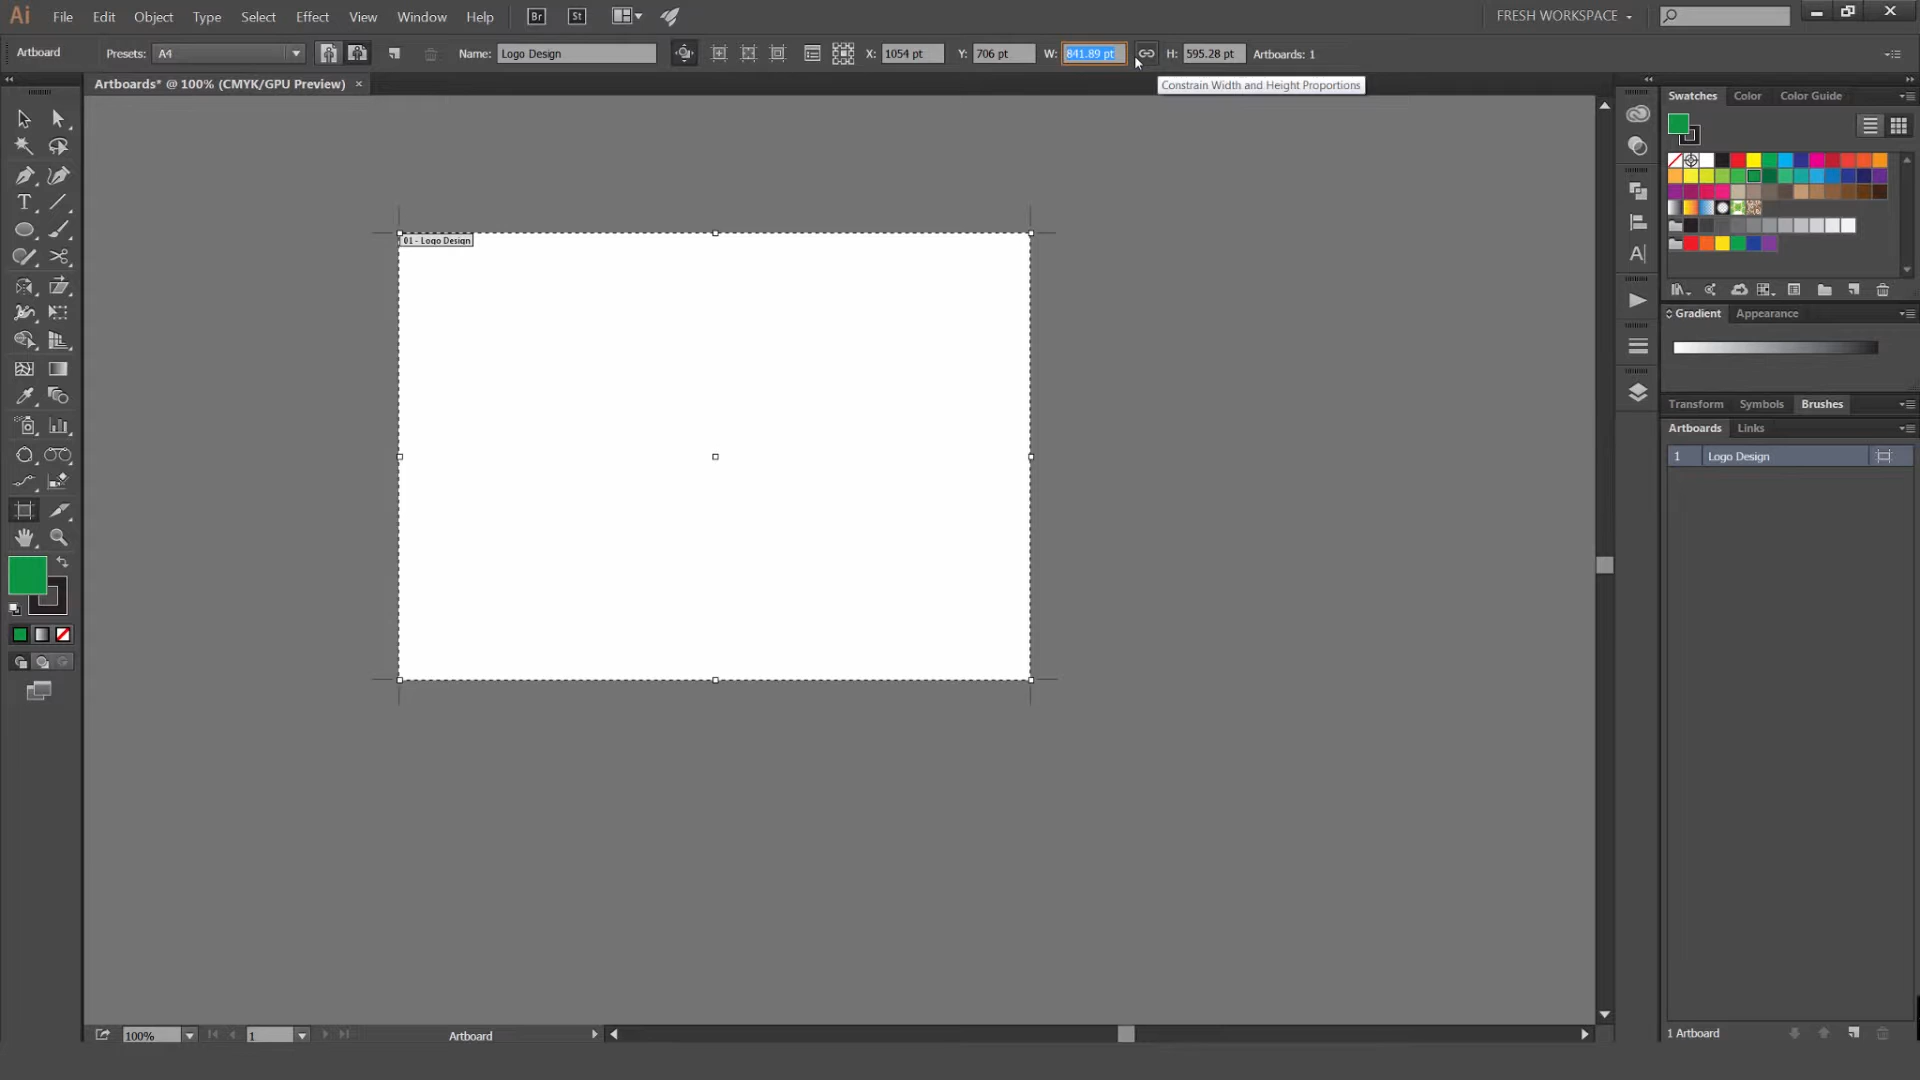 Ai File Edit Object Type Select Effect View Window Help Br St FRESH WORKSPACE
Artboard Presets: A4 Name: Logo Design X: 1054 pt Y: 706 pt W: 841.89 pt H: 595.28 pt Artboards: 1
Artboards* @ 100% (CMYK/GPU Preview) ×
Constrain Width and Height Proportions
Swatches Color Color Guide
01 - Logo Design
Gradient Appearance
Transform Symbols Brushes
Artboards Links
1 Logo Design
100% 1 Artboard
1 Artboard